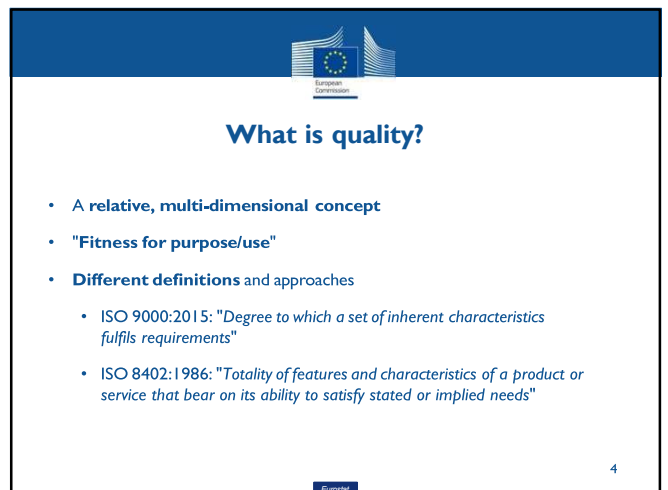 European
Commission
What is quality?
• A relative, multi-dimensional concept
• "Fitness for purpose/use"
• Different definitions and approaches
• ISO 9000:2015: "Degree to which a set of inherent characteristics
fulfils requirements"
• ISO 8402:1986: "Totality of features and characteristics of a product or
service that bear on its ability to satisfy stated or implied needs"
4
Eurostat